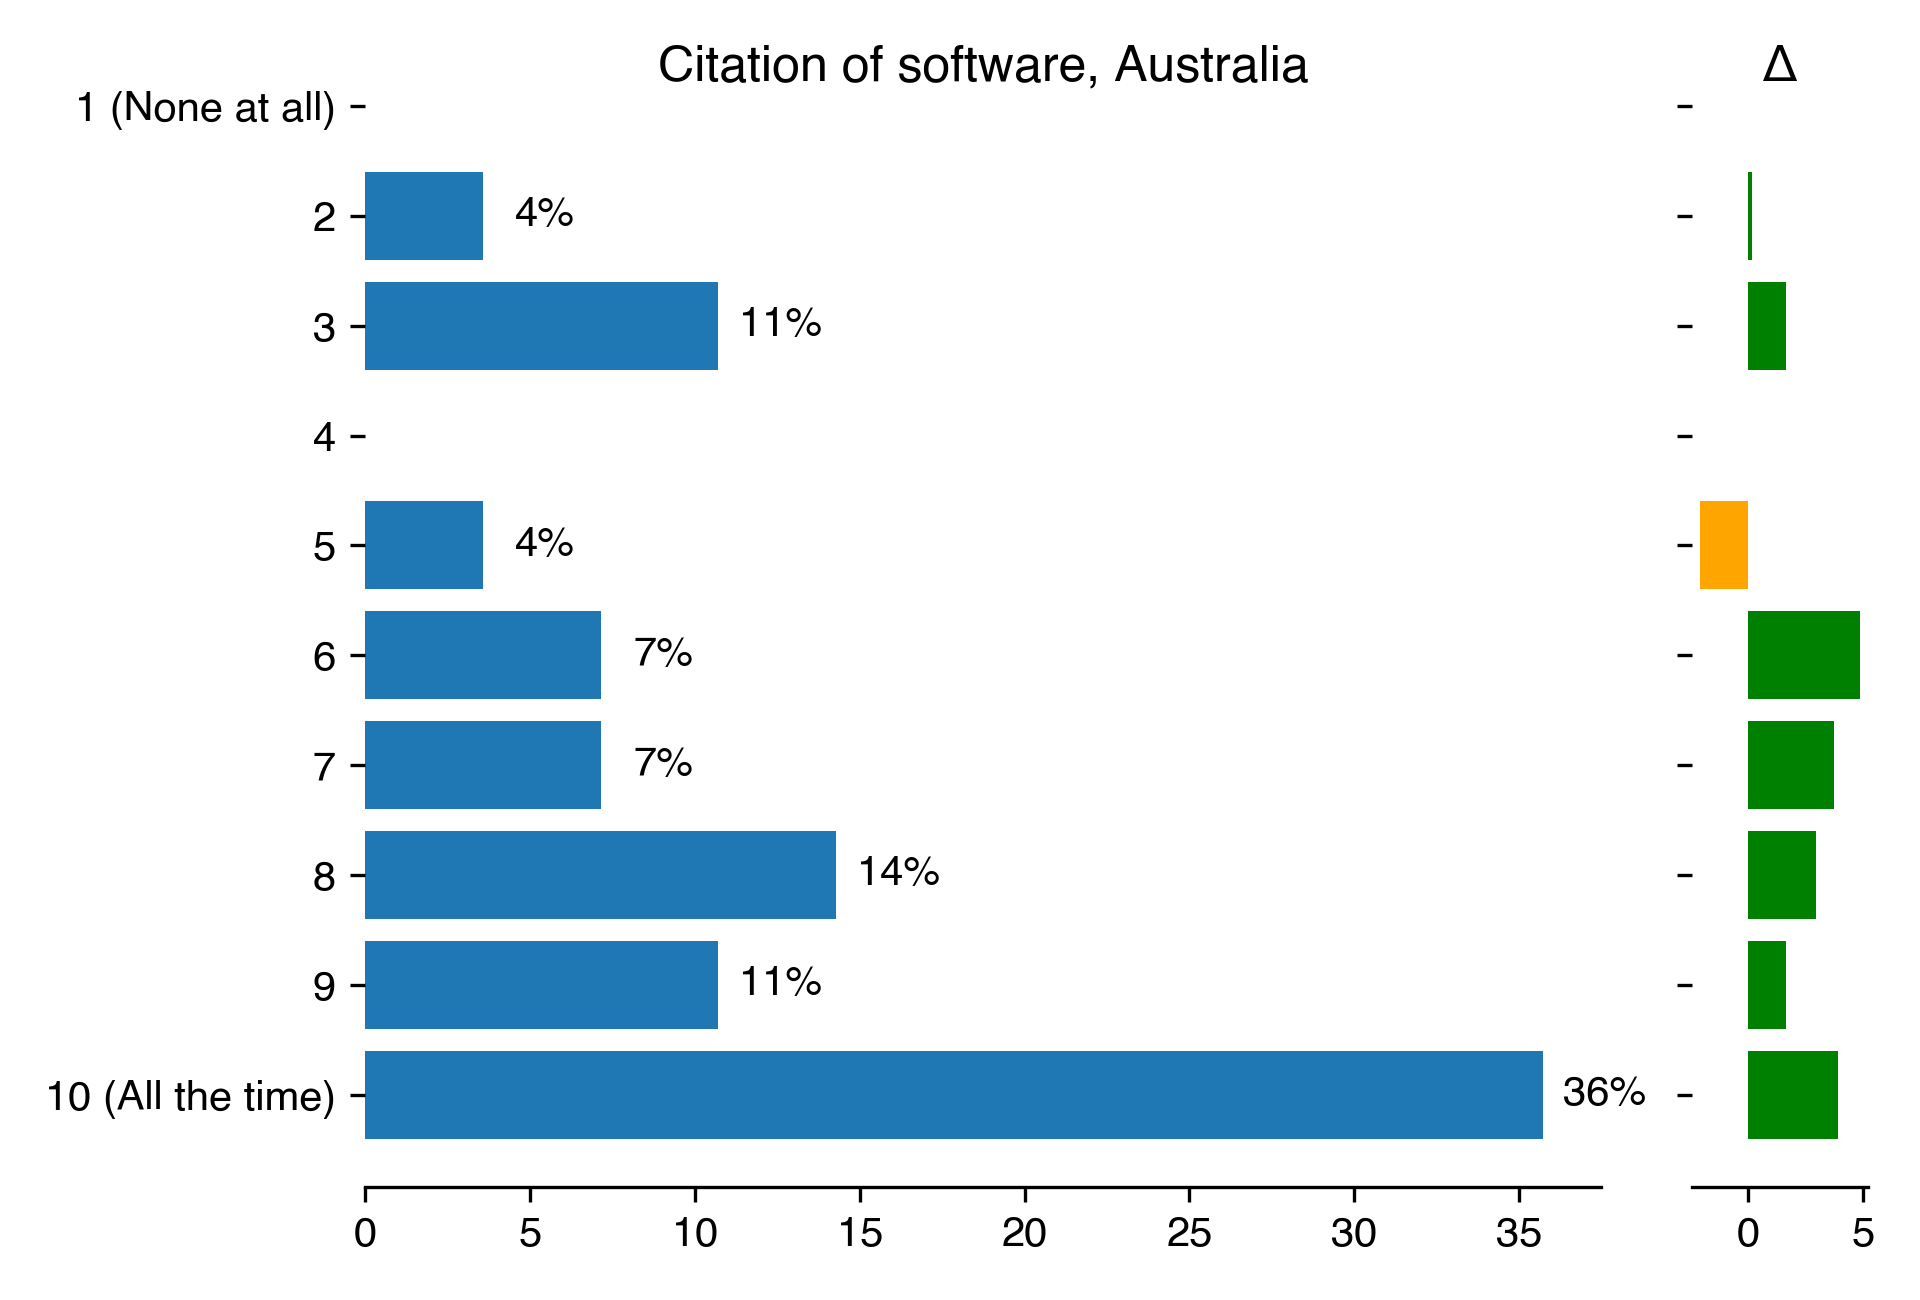 Citation of software, Australia Δ
1 (None at all)
2 4%
3 11%
4
5 4%
6 7%
7 7%
8 14%
9 11%
10 (All the time) 36%
0 5 10 15 20 25 30 35 0 5